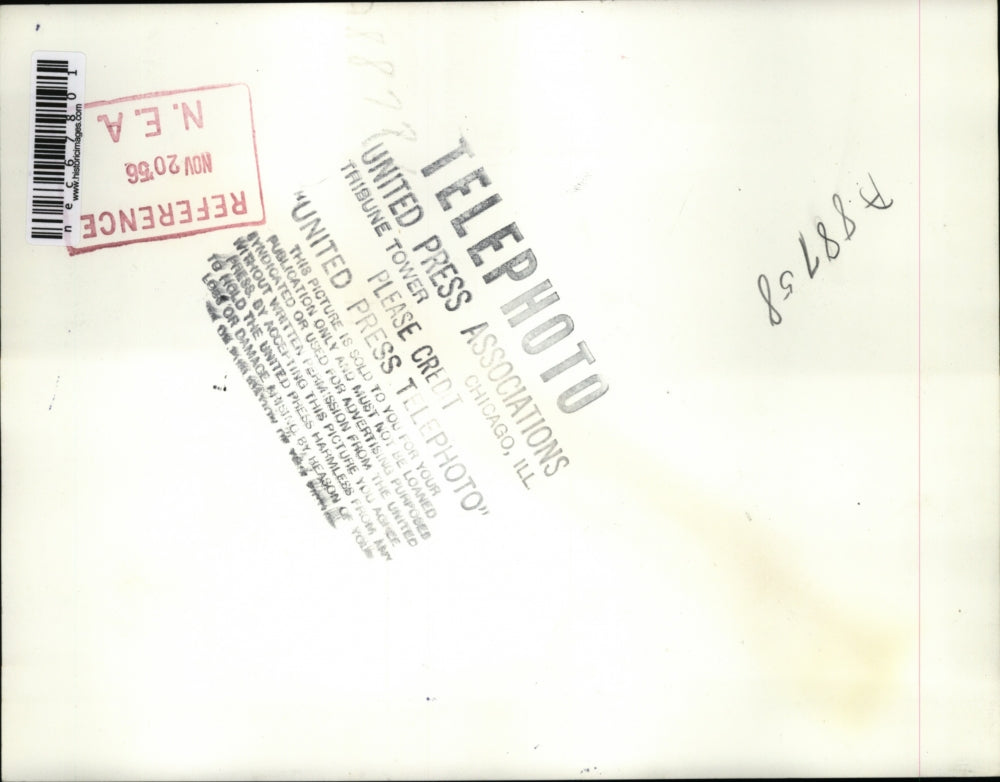 REFERENCE
NOV 20 '56
N.E.A.
nec67801
www.historicimages.com
TELEPHOTO
UNITED PRESS ASSOCIATIONS
TRIBUNE TOWER CHICAGO, ILL.
PLEASE CREDIT
"UNITED PRESS TELEPHOTO"
THIS PICTURE IS SOLD TO YOU FOR YOUR
PUBLICATION ONLY AND MUST NOT BE LOANED
SYNDICATED OR USED FOR ADVERTISING PURPOSES
WITHOUT WRITTEN PERMISSION FROM THE UNITED
PRESS. BY ACCEPTING THIS PICTURE YOU AGREE
TO HOLD THE UNITED PRESS HARMLESS FROM ANY
LOSS OR DAMAGE ARISING BY REASON OF YOUR